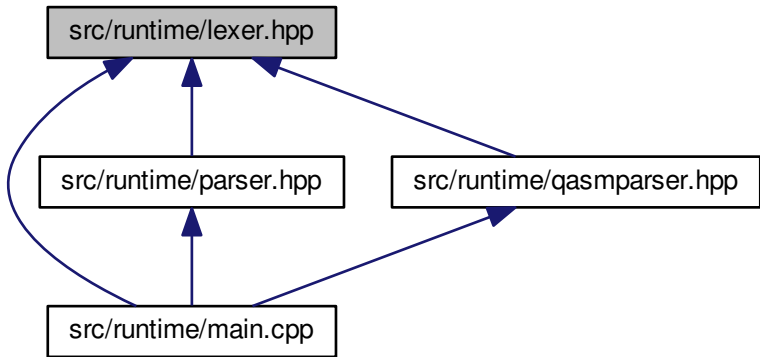 src/runtime/lexer.hpp
src/runtime/parser.hpp
src/runtime/qasmparser.hpp
src/runtime/main.cpp